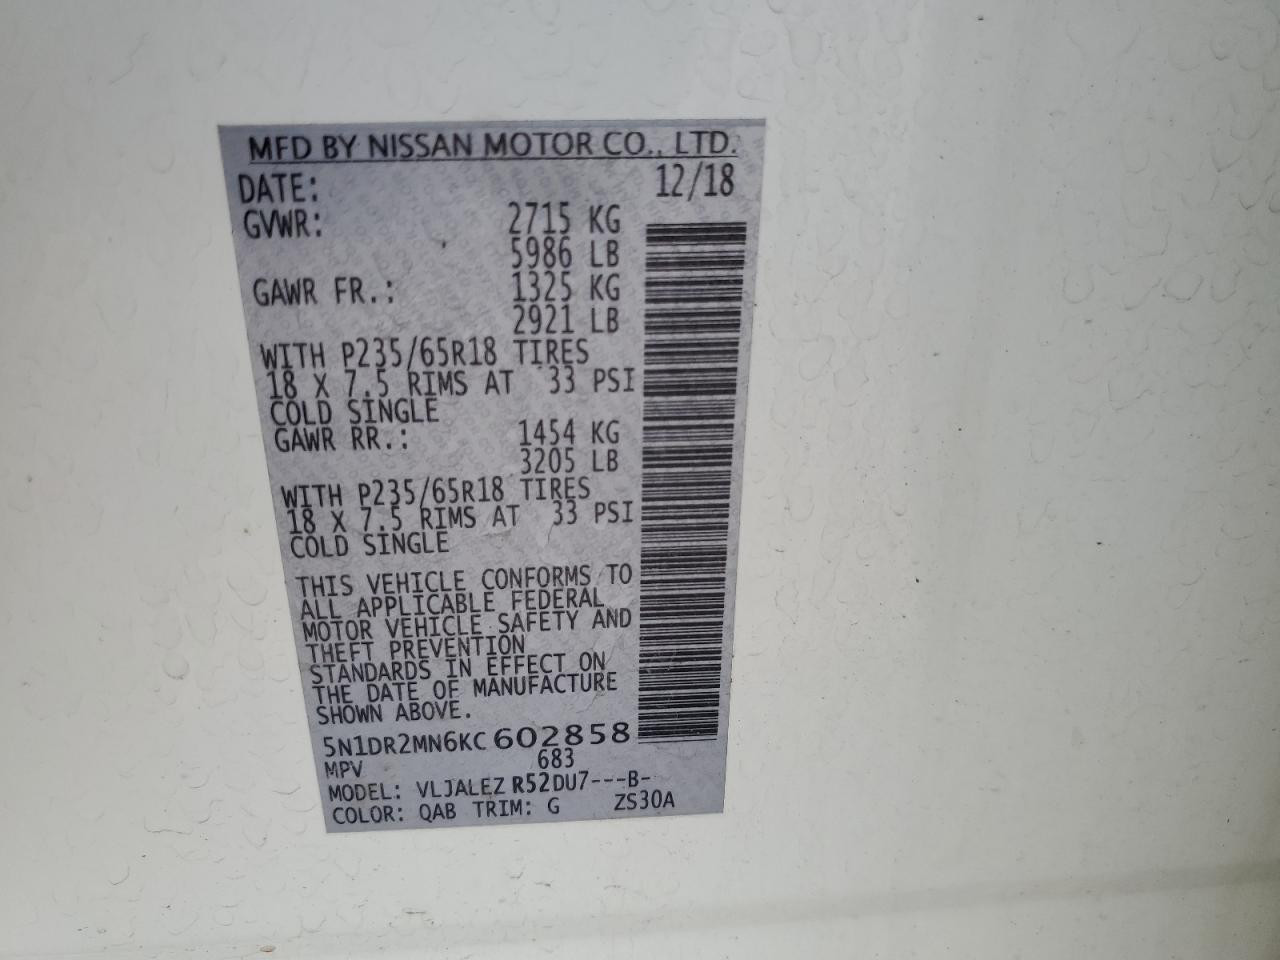 MFD BY NISSAN MOTOR CO., LTD.
DATE: 12/18
GVWR: 2715 KG
5986 LB
GAWR FR.: 1325 KG
2921 LB
WITH P235/65R18 TIRES
18 X 7.5 RIMS AT 33 PSI
COLD SINGLE
GAWR RR.: 1454 KG
3205 LB
WITH P235/65R18 TIRES
18 X 7.5 RIMS AT 33 PSI
COLD SINGLE
THIS VEHICLE CONFORMS TO
ALL APPLICABLE FEDERAL
MOTOR VEHICLE SAFETY AND
THEFT PREVENTION
STANDARDS IN EFFECT ON
THE DATE OF MANUFACTURE
SHOWN ABOVE.
5N1DR2MN6KC602858
MPV 683
MODEL: VLJALEZ R52DU7---B-
COLOR: QAB TRIM: G ZS30A